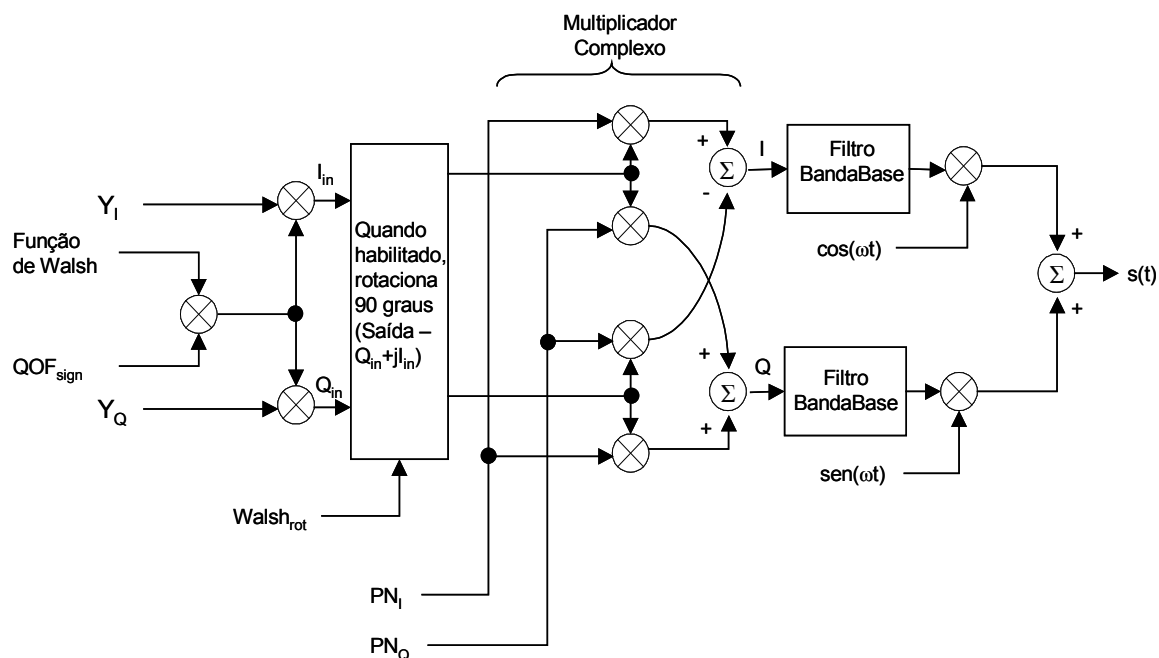 Multiplicador
Complexo
Y_I
Função
de Walsh
QOF_sign
Y_Q
I_in
Q_in
Quando
habilitado,
rotaciona
90 graus
(Saída –
Q_in+jI_in)
Walsh_rot
PN_I
PN_Q
+
-
Σ
I
+
+
Σ
Q
Filtro
BandaBase
cos(ωt)
Filtro
BandaBase
sen(ωt)
+
+
Σ
s(t)